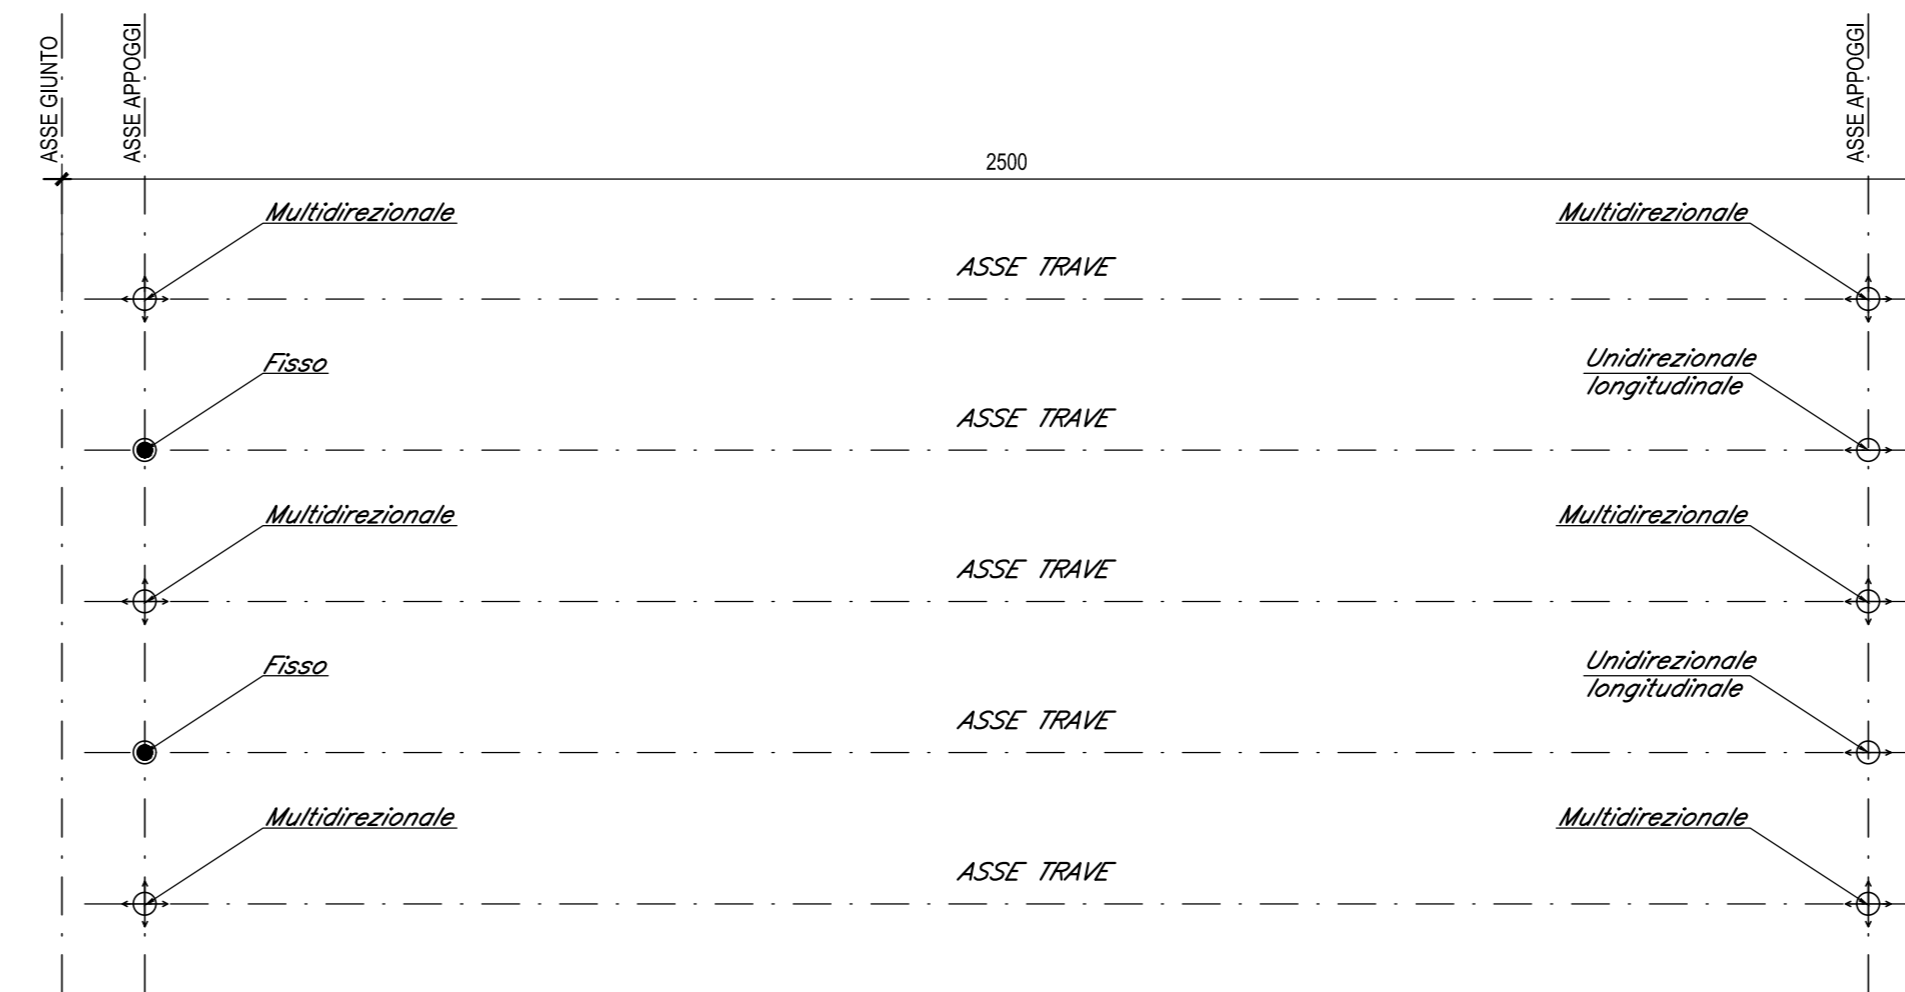 ASSE GIUNTO
ASSE APPOGGI
ASSE APPOGGI
2500
Multidirezionale
Multidirezionale
ASSE TRAVE
Fisso
Unidirezionale
longitudinale
ASSE TRAVE
Multidirezionale
Multidirezionale
ASSE TRAVE
Fisso
Unidirezionale
longitudinale
ASSE TRAVE
Multidirezionale
Multidirezionale
ASSE TRAVE